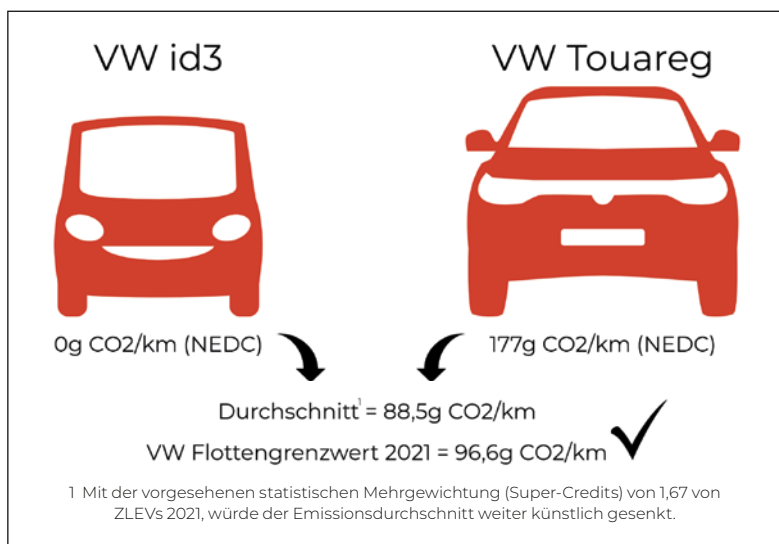 VW id3
VW Touareg
0g CO2/km (NEDC)
177g CO2/km (NEDC)
Durchschnitt¹ = 88,5g CO2/km
VW Flottengrenzwert 2021 = 96,6g CO2/km
1 Mit der vorgesehenen statistischen Mehrgewichtung (Super-Credits) von 1,67 von
ZLEVs 2021, würde der Emissionsdurchschnitt weiter künstlich gesenkt.